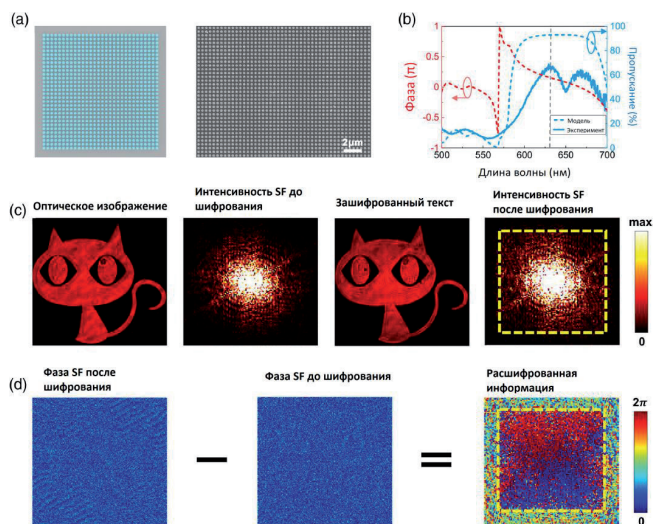 (a)
2μm
(b)
Фаза (π)
1
0.5
0
-0.5
-1
500
550
600
650
700
Длина волны (нм)
100
80
60
40
20
0
Пропускание
(%)
Модель
Эксперимент
(c)
Оптическое изображение
Интенсивность SF до
шифрования
Зашифрованный текст
Интенсивность SF
после шифрования
max
0
(d)
Фаза SF после
шифрования
Фаза SF до шифрования
Расшифрованная
информация
−
=
2π
0